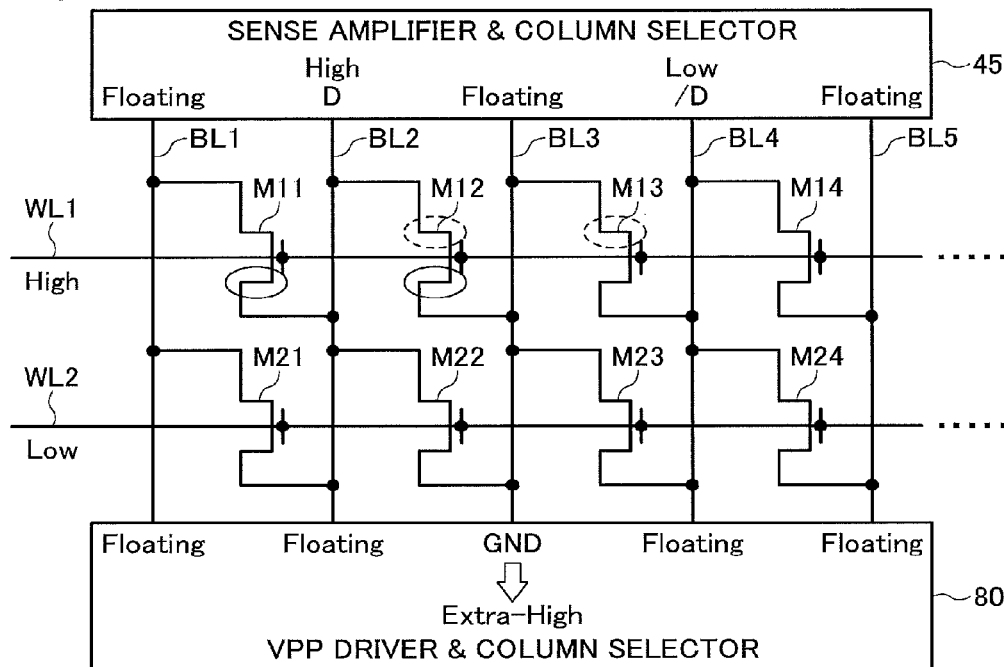 SENSE AMPLIFIER & COLUMN SELECTOR
High Low
Floating D Floating /D Floating
45
BL1 BL2 BL3 BL4 BL5
M11 M12 M13 M14
WL1
High
M21 M22 M23 M24
WL2
Low
Floating Floating GND Floating Floating
Extra-High
80
VPP DRIVER & COLUMN SELECTOR